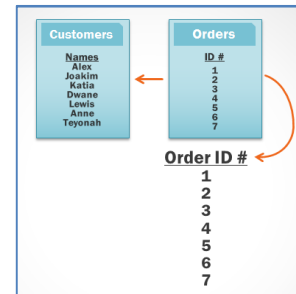 Customers
Names
Alex
Joakim
Katia
Dwane
Lewis
Anne
Teyonah
Orders
ID #
1
2
3
4
5
6
7
Order ID #
1
2
3
4
5
6
7